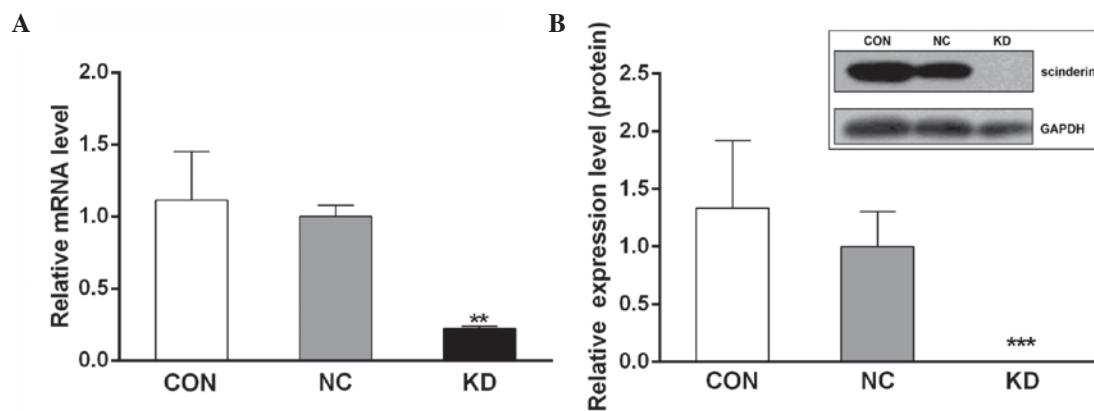 A
Relative mRNA level
2.0
1.5
1.0
0.5
0.0
**
CON NC KD
B
Relative expression level (protein)
2.5
2.0
1.5
1.0
0.5
0.0
***
CON NC KD
CON NC KD
scinderin
GAPDH